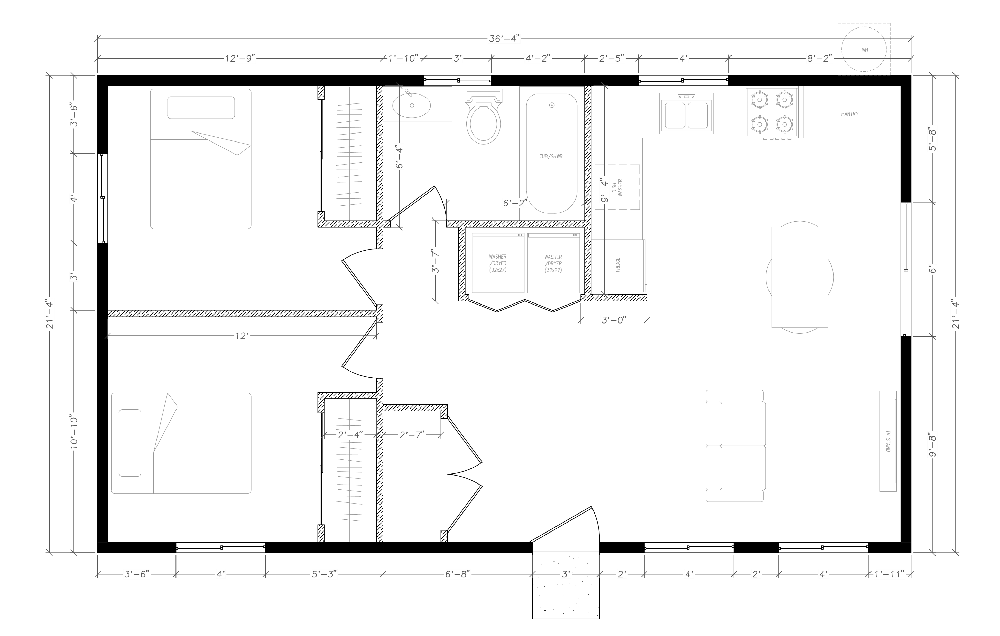 36'-4"
WH
12'-9"
1'-10"
3'
4'-2"
2'-5"
4'
8'-2"
3'-6"
4'
3'
10'-10"
21'-4"
6'-4"
TUB/SHWR
6'-2"
9'-4"
DISH
WASHER
PANTRY
5'-8"
6'
9'-8"
21'-4"
3'-7"
WASHER
/DRYER
(32x27)
WASHER
/DRYER
(32x27)
FRIDGE
3'-0"
12'
2'-4"
2'-7"
TV STAND
3'-6"
4'
5'-3"
6'-8"
3'
2'
4'
2'
4'
1'-11"